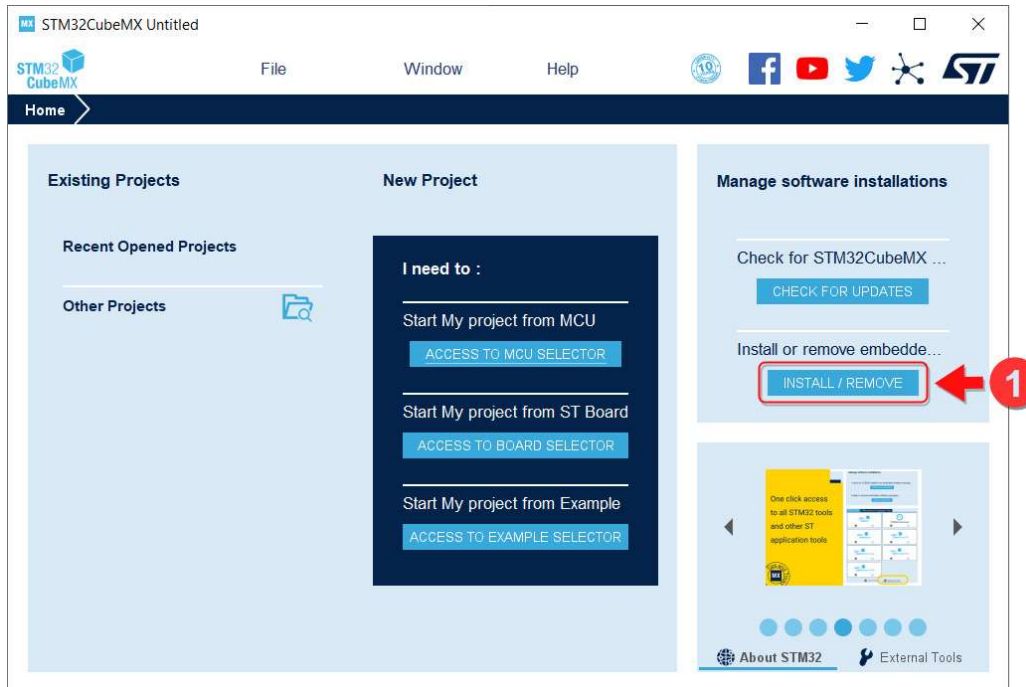 MX STM32CubeMX Untitled
STM32
CubeMX
File Window Help
10
Home
Existing Projects
Recent Opened Projects
Other Projects
New Project
I need to :
Start My project from MCU
ACCESS TO MCU SELECTOR
Start My project from ST Board
ACCESS TO BOARD SELECTOR
Start My project from Example
ACCESS TO EXAMPLE SELECTOR
Manage software installations
Check for STM32CubeMX ...
CHECK FOR UPDATES
Install or remove embedde...
INSTALL / REMOVE
1
One click access
to all STM32 tools
and other ST
application tools
MX
About STM32
External Tools